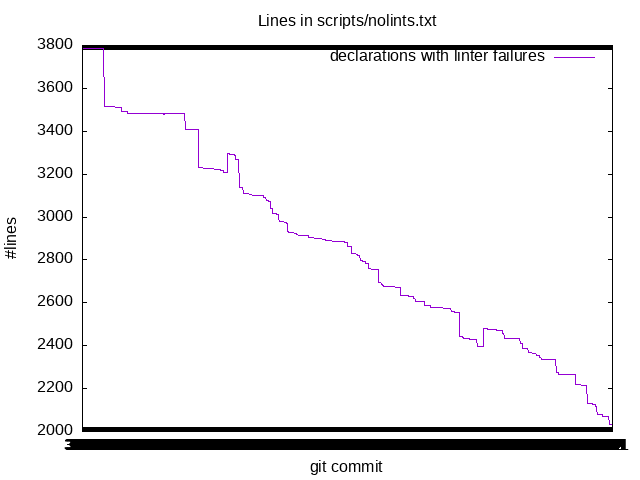 Lines in scripts/nolints.txt
3800
declarations with linter failures
3600
3400
3200
3000
2800
2600
2400
2200
2000
#lines
git commit